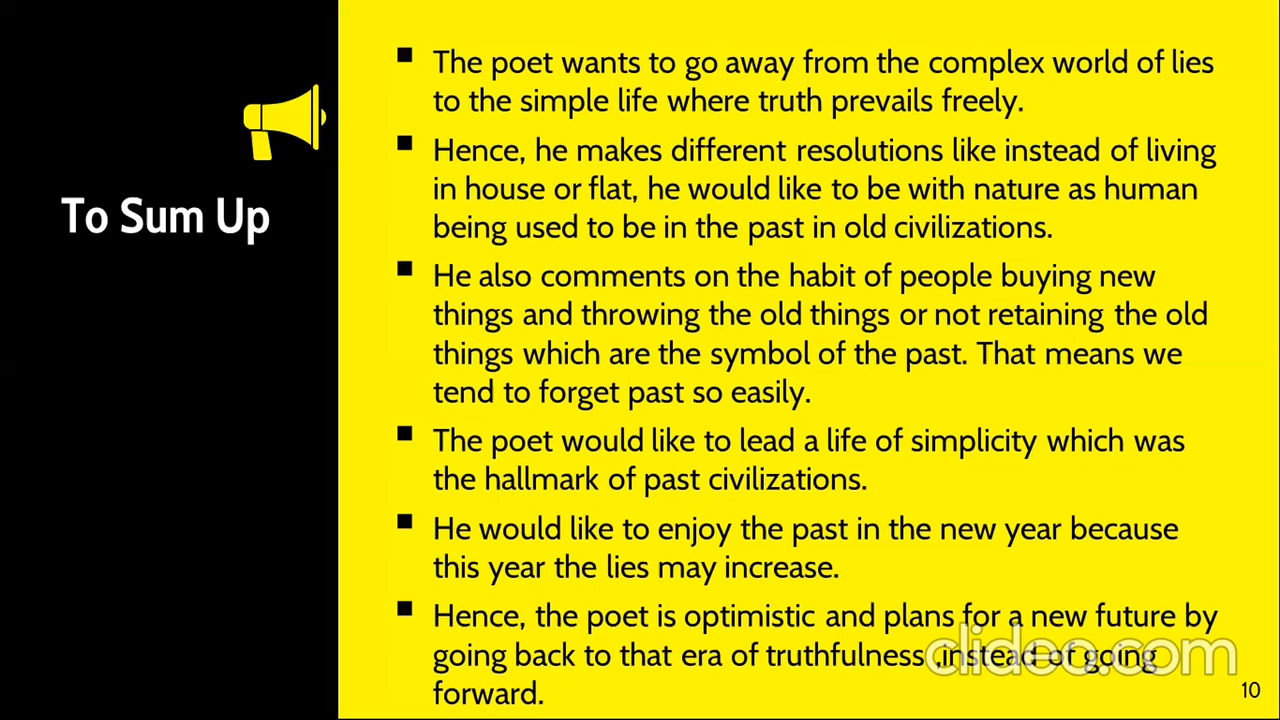 To Sum Up
The poet wants to go away from the complex world of lies
to the simple life where truth prevails freely.
Hence, he makes different resolutions like instead of living
in house or flat, he would like to be with nature as human
being used to be in the past in old civilizations.
He also comments on the habit of people buying new
things and throwing the old things or not retaining the old
things which are the symbol of the past. That means we
tend to forget past so easily.
The poet would like to lead a life of simplicity which was
the hallmark of past civilizations.
He would like to enjoy the past in the new year because
this year the lies may increase.
Hence, the poet is optimistic and plans for a new future by
going back to that era of truthfulness ,instead of going
forward.
clideo.com
10